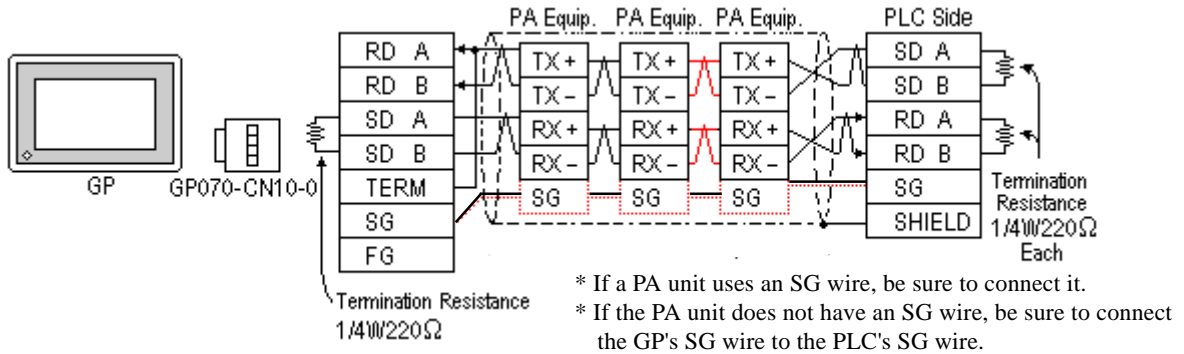 PA Equip. PA Equip. PA Equip. PLC Side
RD A TX+ TX+ TX+ SD A
RD B TX- TX- TX- SD B
SD A RX+ RX+ RX+ RD A
SD B RX- RX- RX- RD B
TERM SG SG SG SG
SG SHIELD
FG
GP
GP070-CN10-0
Termination
Resistance
1/4W/220Ω
Each
Termination Resistance
1/4W/220Ω
* If a PA unit uses an SG wire, be sure to connect it.
* If the PA unit does not have an SG wire, be sure to connect
the GP's SG wire to the PLC's SG wire.